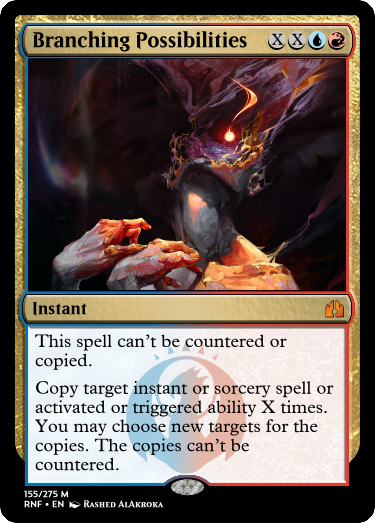 Branching Possibilities X X
Instant
This spell can't be countered or
copied.
Copy target instant or sorcery spell or
activated or triggered ability X times.
You may choose new targets for the
copies. The copies can't be
countered.
155/275 M
RNF • EN Rashed AlAkroka